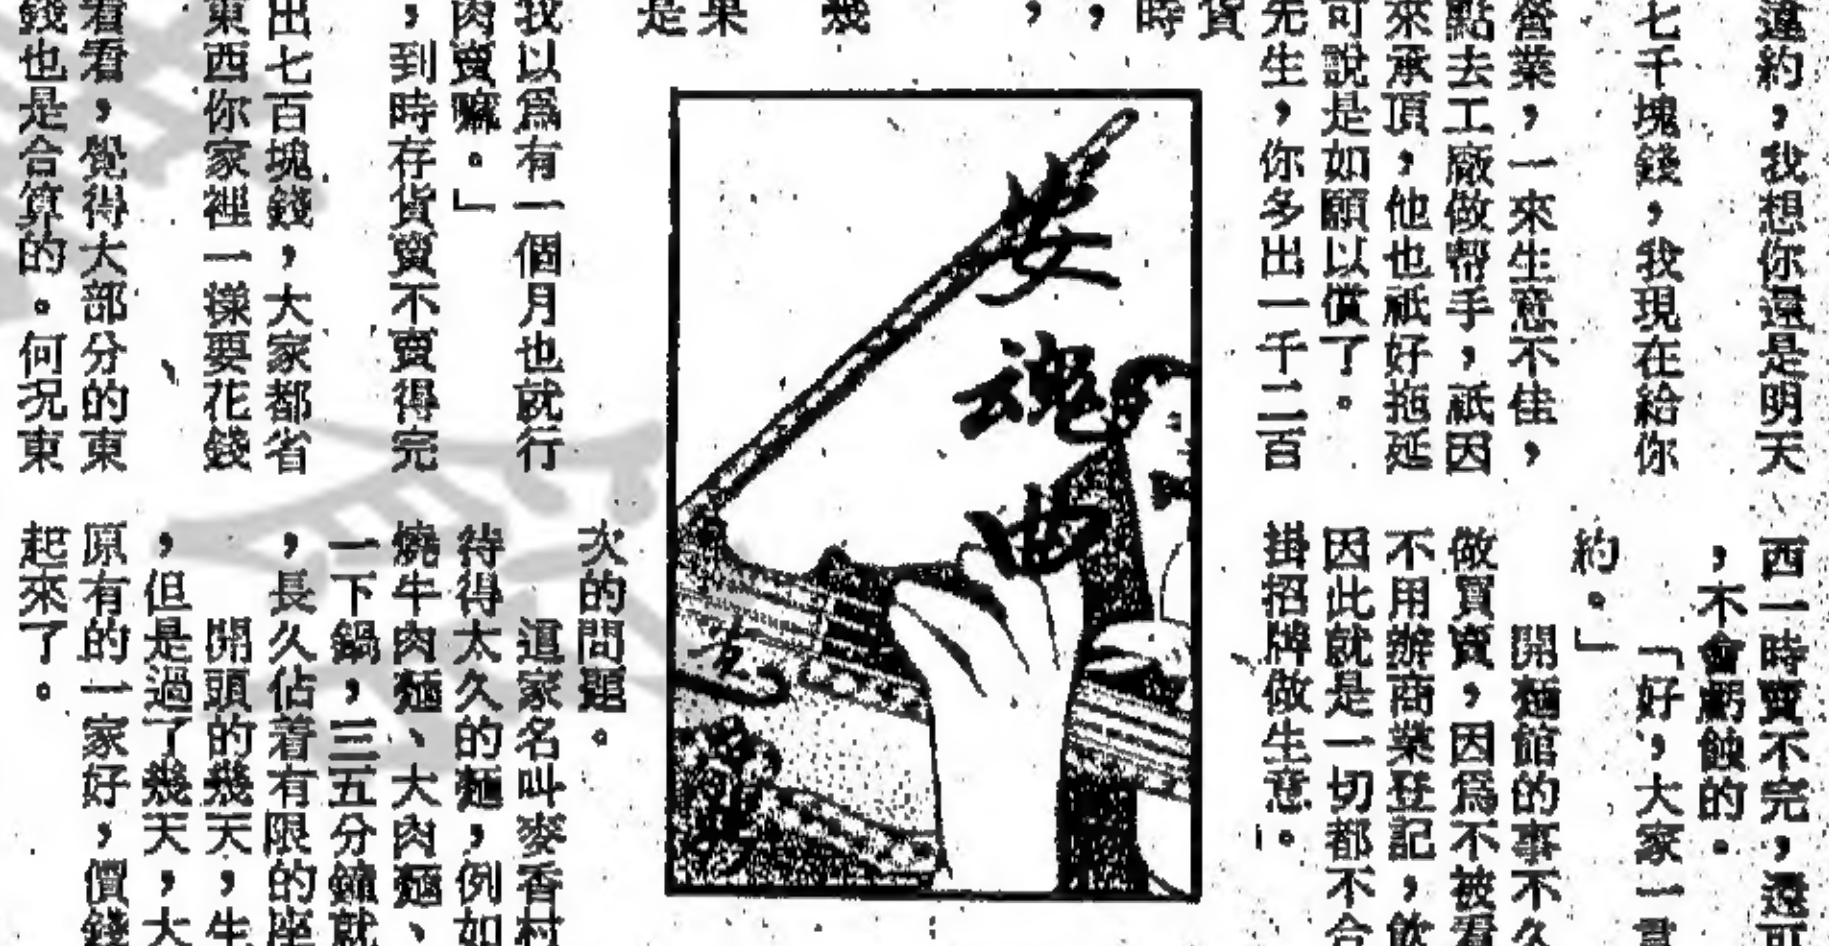 違約，我想你還是明天
七千塊錢，我現在給你
營業，一來生意不佳，
點去工廠做幫手，祇因
來承頂，他也祇好拖延
可說是如願以償了。
先生，你多出一千二百
貨
時
，
，
幾
果
是
我以爲有一個月也就行
肉賣嘛。」
，到時存貨賣不賣得完
出七百塊錢，大家都省
東西你家裡一樣要花錢
看看，覺得大部分的東
錢也是合算的。何況東
安魂曲
西一時賣不完，還可
，不會虧蝕的。
「好，大家一言
約。」
開麵館的事不久
做買賣，因爲不被看
不用辦商業登記，飲
因此就是一切都不合
掛招牌做生意。
次的問題。
這家名叫麥香村
待得太久的麵，例如
燒牛肉麵、大肉麵、
一下鍋，三五分鐘就
，長久佔着有限的座
開頭的幾天，生
，但是過了幾天，大
原有的一家好，價錢
起來了。